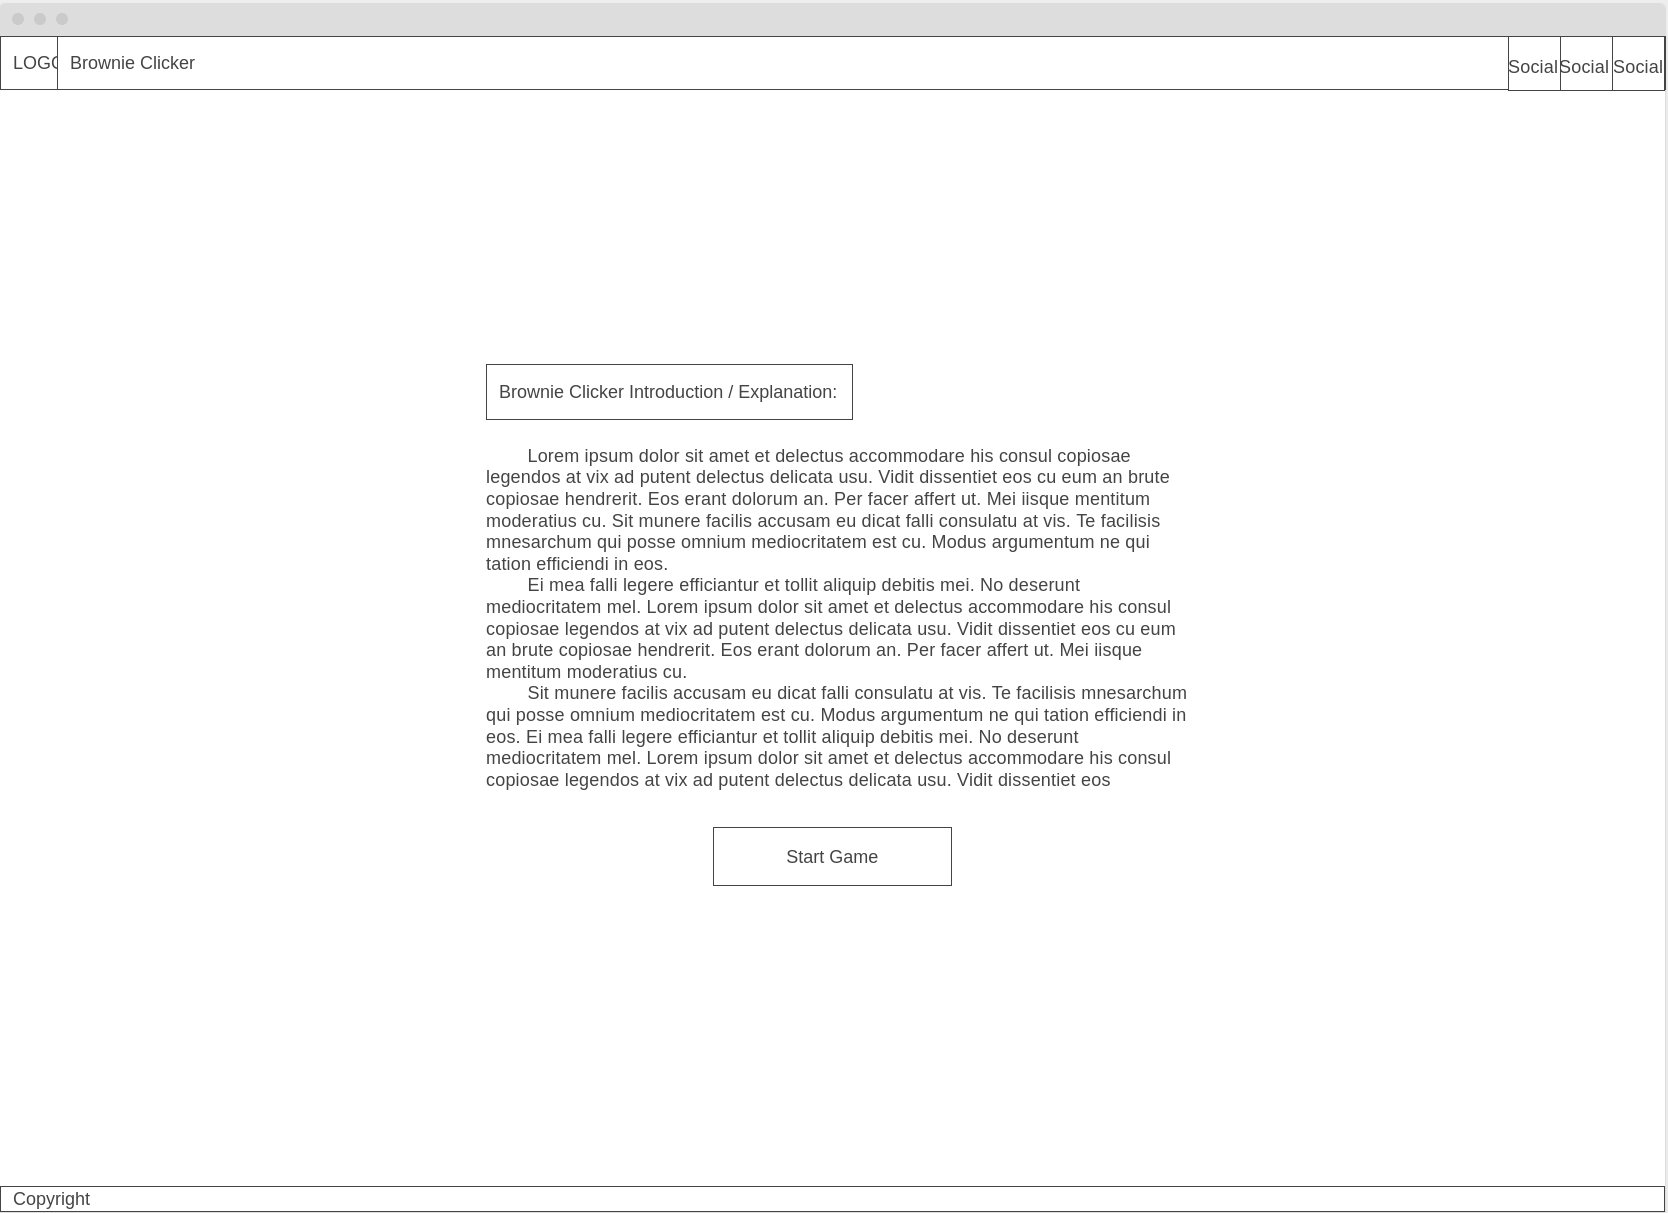 LOGO
Brownie Clicker
Social
Social
Social
Brownie Clicker Introduction / Explanation:
Lorem ipsum dolor sit amet et delectus accommodare his consul copiosae
legendos at vix ad putent delectus delicata usu. Vidit dissentiet eos cu eum an brute
copiosae hendrerit. Eos erant dolorum an. Per facer affert ut. Mei iisque mentitum
moderatius cu. Sit munere facilis accusam eu dicat falli consulatu at vis. Te facilisis
mnesarchum qui posse omnium mediocritatem est cu. Modus argumentum ne qui
tation efficiendi in eos.
Ei mea falli legere efficiantur et tollit aliquip debitis mei. No deserunt
mediocritatem mel. Lorem ipsum dolor sit amet et delectus accommodare his consul
copiosae legendos at vix ad putent delectus delicata usu. Vidit dissentiet eos cu eum
an brute copiosae hendrerit. Eos erant dolorum an. Per facer affert ut. Mei iisque
mentitum moderatius cu.
Sit munere facilis accusam eu dicat falli consulatu at vis. Te facilisis mnesarchum
qui posse omnium mediocritatem est cu. Modus argumentum ne qui tation efficiendi in
eos. Ei mea falli legere efficiantur et tollit aliquip debitis mei. No deserunt
mediocritatem mel. Lorem ipsum dolor sit amet et delectus accommodare his consul
copiosae legendos at vix ad putent delectus delicata usu. Vidit dissentiet eos
Start Game
Copyright